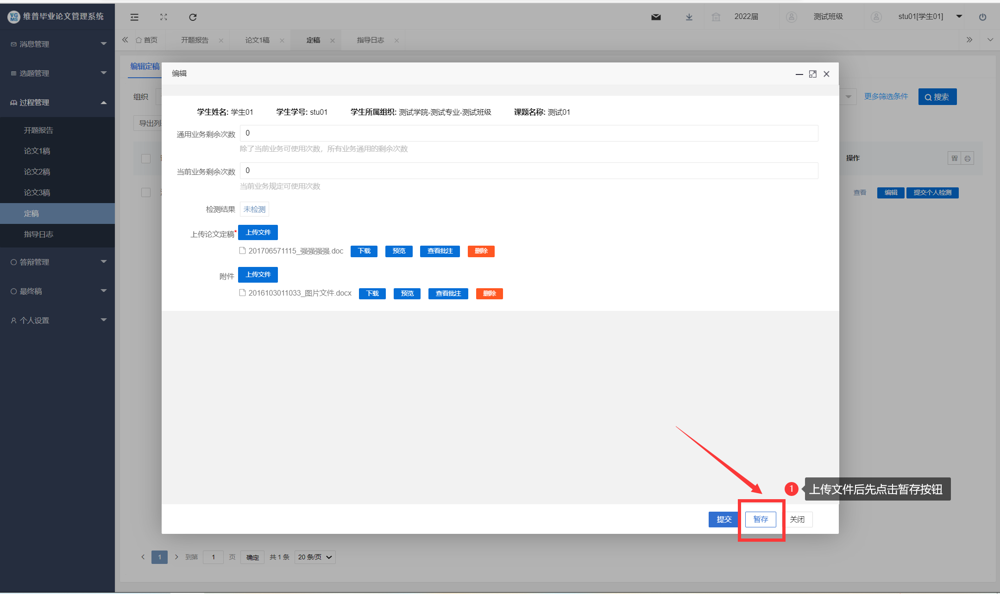 VG MS 维普毕业论文管理系统
2022届 测试班级 stu01[学生01]
首页 开题报告 论文1稿 定稿 指导日志
消息管理
选题管理
过程管理
开题报告
论文1稿
论文2稿
论文3稿
定稿
指导日志
答辩管理
最终稿
个人设置
编辑定稿
组织
更多筛选条件 搜索
导出列
操作
查看 编辑 提交个人检测
编辑
学生姓名: 学生01 学生学号: stu01 学生所属组织: 测试学院-测试专业-测试班级 课题名称: 测试01
通用业务剩余次数 0
除了当前业务可使用次数，所有业务通用的剩余次数
当前业务剩余次数 0
当前业务规定可使用次数
检测结果 未检测
上传论文定稿* 上传文件
201706571115_强强强强.doc 下载 预览 查看批注 删除
附件 上传文件
2016103011033_图片文件.docx 下载 预览 查看批注 删除
1 上传文件后先点击暂存按钮
提交 暂存 关闭
1 到第 1 页 确定 共 1 条 20 条/页